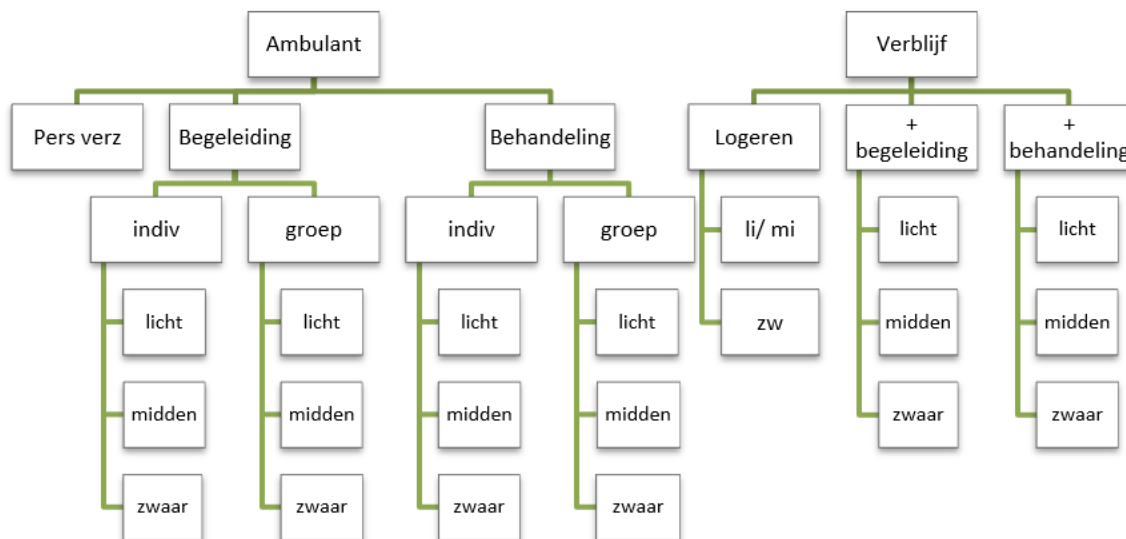 Ambulant
Verblijf
Pers verz
Begeleiding
Behandeling
Logeren
+
begeleiding
+
behandeling
indiv
groep
indiv
groep
li/ mi
licht
licht
licht
licht
licht
licht
zw
midden
midden
midden
midden
midden
midden
zwaar
zwaar
zwaar
zwaar
zwaar
zwaar